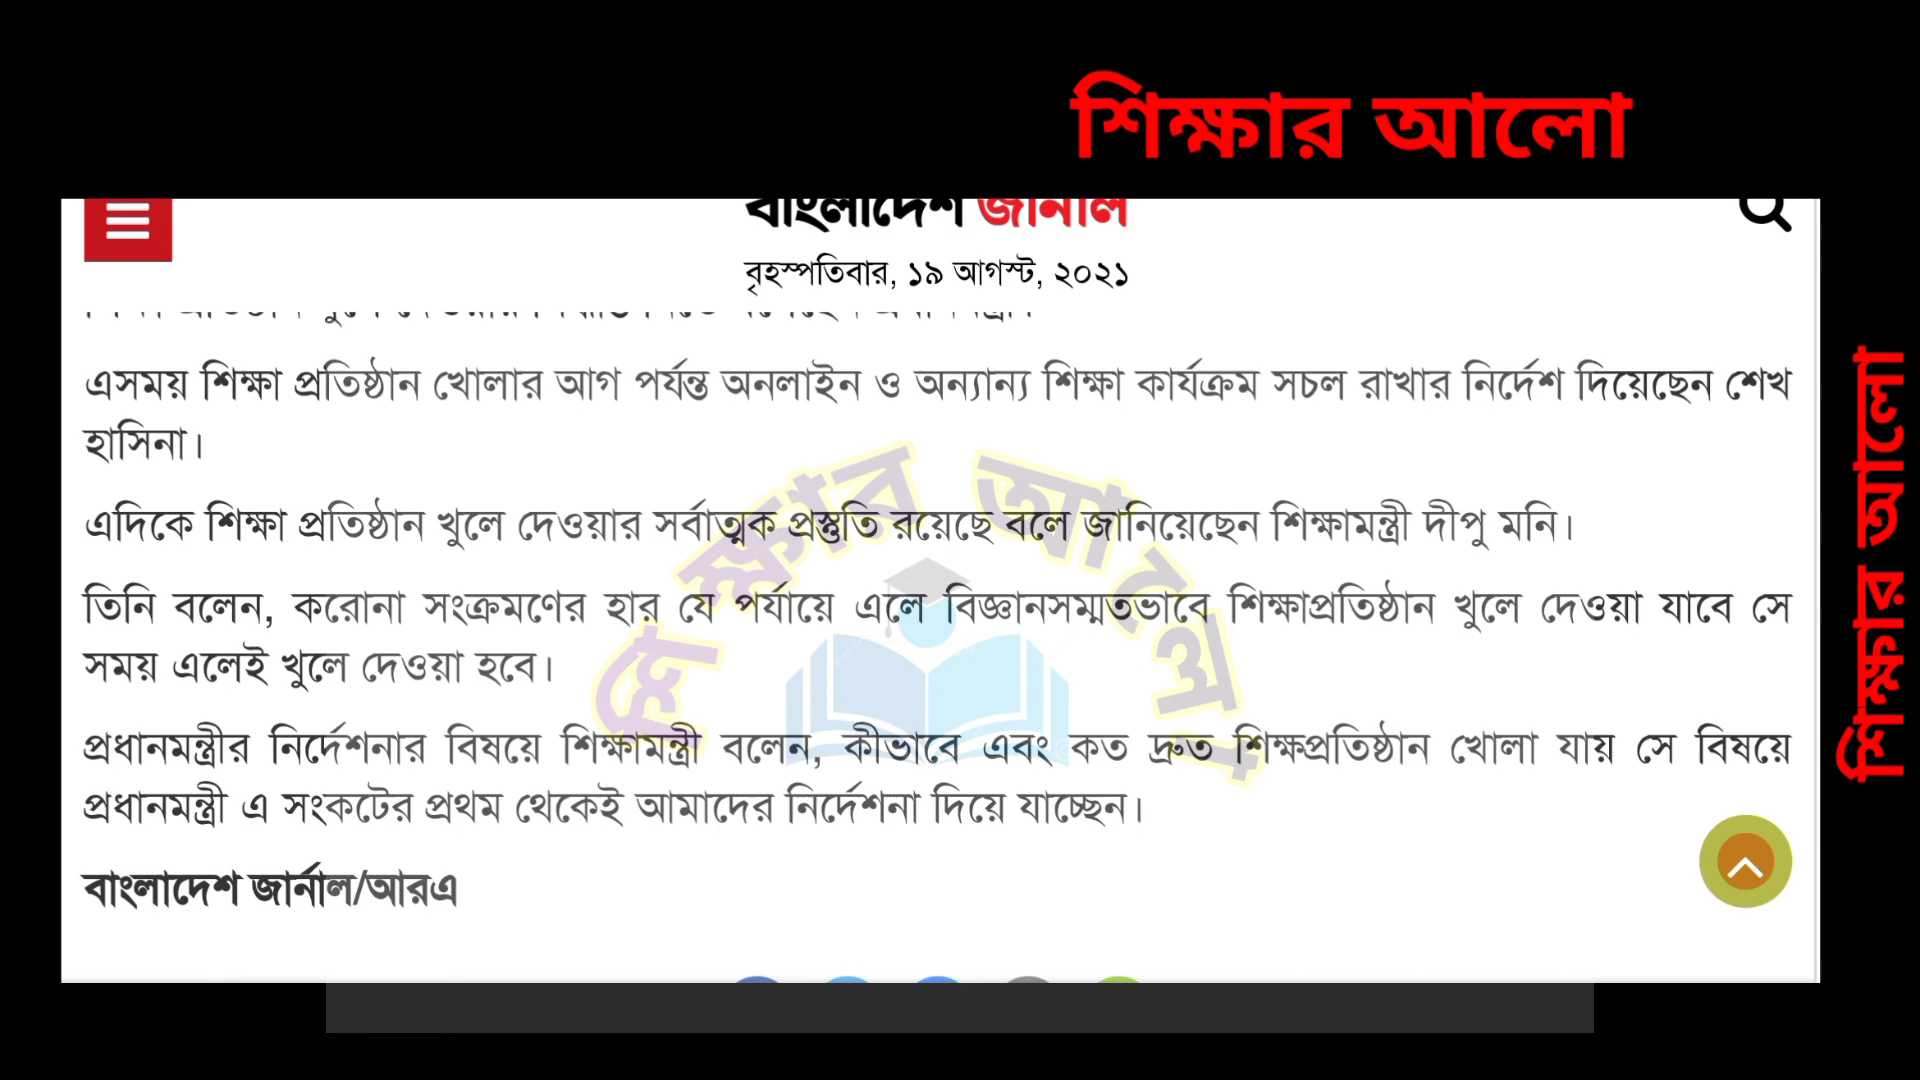 শিক্ষার আলো
বাংলাদেশ জার্নাল
বৃহস্পতিবার, ১৯ আগস্ট, ২০২১
এসময় শিক্ষা প্রতিষ্ঠান খোলার আগ পর্যন্ত অনলাইন ও অন্যান্য শিক্ষা কার্যক্রম সচল রাখার নির্দেশ দিয়েছেন শেখ
হাসিনা।
এদিকে শিক্ষা প্রতিষ্ঠান খুলে দেওয়ার সর্বাত্মক প্রস্তুতি রয়েছে বলে জানিয়েছেন শিক্ষামন্ত্রী দীপু মনি।
তিনি বলেন, করোনা সংক্রমণের হার যে পর্যায়ে এলে বিজ্ঞানসম্মতভাবে শিক্ষাপ্রতিষ্ঠান খুলে দেওয়া যাবে সে
সময় এলেই খুলে দেওয়া হবে।
প্রধানমন্ত্রীর নির্দেশনার বিষয়ে শিক্ষামন্ত্রী বলেন, কীভাবে এবং কত দ্রুত শিক্ষপ্রতিষ্ঠান খোলা যায় সে বিষয়ে
প্রধানমন্ত্রী এ সংকটের প্রথম থেকেই আমাদের নির্দেশনা দিয়ে যাচ্ছেন।
বাংলাদেশ জার্নাল/আরএ
শিক্ষার আলো
শিক্ষার আলো